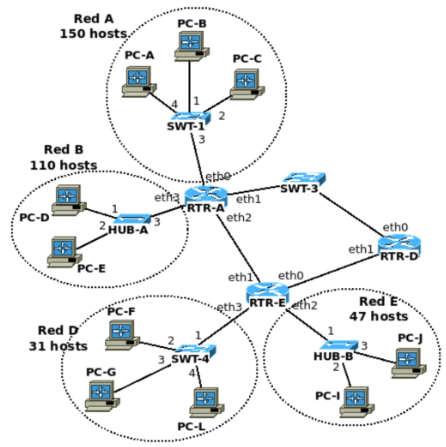 Red A
150 hosts
PC-B
PC-A
PC-C
4
1
2
SWT-1
3
Red B
110 hosts
eth0
SWT-3
eth3
eth1
RTR-A
PC-D
1
2
3
HUB-A
eth2
PC-E
eth0
eth1
RTR-D
eth1
eth0
RTR-E
eth3
eth2
Red E
47 hosts
PC-F
Red D
31 hosts
1
2
SWT-4
3
4
PC-G
PC-L
1
HUB-B
3
2
PC-J
PC-I